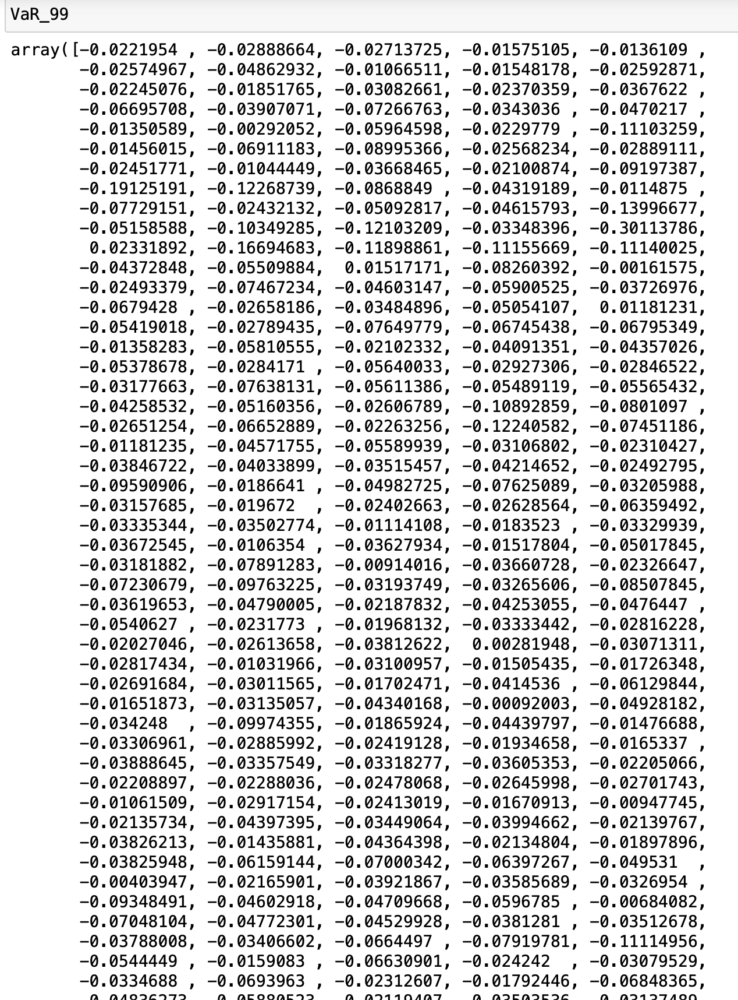 VaR_99
array([-0.0221954 , -0.02888664, -0.02713725, -0.01575105, -0.0136109 ,
-0.02574967, -0.04862932, -0.01066511, -0.01548178, -0.02592871,
-0.02245076, -0.01851765, -0.03082661, -0.02370359, -0.0367622 ,
-0.06695708, -0.03907071, -0.07266763, -0.0343036 , -0.0470217 ,
-0.01350589, -0.00292052, -0.05964598, -0.0229779 , -0.11103259,
-0.01456015, -0.06911183, -0.08995366, -0.02568234, -0.02889111,
-0.02451771, -0.01044449, -0.03668465, -0.02100874, -0.09197387,
-0.19125191, -0.12268739, -0.0868849 , -0.04319189, -0.0114875 ,
-0.07729151, -0.02432132, -0.05092817, -0.04615793, -0.13996677,
-0.05158588, -0.10349285, -0.12103209, -0.03348396, -0.30113786,
0.02331892, -0.16694683, -0.11898861, -0.11155669, -0.11140025,
-0.04372848, -0.05509884, 0.01517171, -0.08260392, -0.00161575,
-0.02493379, -0.07467234, -0.04603147, -0.05900525, -0.03726976,
-0.0679428 , -0.02658186, -0.03484896, -0.05054107, 0.01181231,
-0.05419018, -0.02789435, -0.07649779, -0.06745438, -0.06795349,
-0.01358283, -0.05810555, -0.02102332, -0.04091351, -0.04357026,
-0.05378678, -0.0284171 , -0.05640033, -0.02927306, -0.02846522,
-0.03177663, -0.07638131, -0.05611386, -0.05489119, -0.05565432,
-0.04258532, -0.05160356, -0.02606789, -0.10892859, -0.0801097 ,
-0.02651254, -0.06652889, -0.02263256, -0.12240582, -0.07451186,
-0.01181235, -0.04571755, -0.05589939, -0.03106802, -0.02310427,
-0.03846722, -0.04033899, -0.03515457, -0.04214652, -0.02492795,
-0.09590906, -0.0186641 , -0.04982725, -0.07625089, -0.03205988,
-0.03157685, -0.019672  , -0.02402663, -0.02628564, -0.06359492,
-0.03335344, -0.03502774, -0.01114108, -0.0183523 , -0.03329939,
-0.03672545, -0.0106354 , -0.03627934, -0.01517804, -0.05017845,
-0.03181882, -0.07891283, -0.00914016, -0.03660728, -0.02326647,
-0.07230679, -0.09763225, -0.03193749, -0.03265606, -0.08507845,
-0.03619653, -0.04790005, -0.02187832, -0.04253055, -0.0476447 ,
-0.0540627 , -0.0231773 , -0.01968132, -0.03333442, -0.02816228,
-0.02027046, -0.02613658, -0.03812622, 0.00281948, -0.03071311,
-0.02817434, -0.01031966, -0.03100957, -0.01505435, -0.01726348,
-0.02691684, -0.03011565, -0.01702471, -0.0414536 , -0.06129844,
-0.01651873, -0.03135057, -0.04340168, -0.00092003, -0.04928182,
-0.034248  , -0.09974355, -0.01865924, -0.04439797, -0.01476688,
-0.03306961, -0.02885992, -0.02419128, -0.01934658, -0.0165337 ,
-0.03888645, -0.03357549, -0.03318277, -0.03605353, -0.02205066,
-0.02208897, -0.02288036, -0.02478068, -0.02645998, -0.02701743,
-0.01061509, -0.02917154, -0.02413019, -0.01670913, -0.00947745,
-0.02135734, -0.04397395, -0.03449064, -0.03994662, -0.02139767,
-0.03826213, -0.01435881, -0.04364398, -0.02134804, -0.01897896,
-0.03825948, -0.06159144, -0.07000342, -0.06397267, -0.049531  ,
-0.00403947, -0.02165901, -0.03921867, -0.03585689, -0.0326954 ,
-0.09348491, -0.04602918, -0.04709668, -0.0596785 , -0.00684082,
-0.07048104, -0.04772301, -0.04529928, -0.0381281 , -0.03512678,
-0.03788008, -0.03406602, -0.0664497 , -0.07919781, -0.11114956,
-0.0544449 , -0.0159083 , -0.06630901, -0.024242  , -0.03079529,
-0.0334688 , -0.0693963 , -0.02312607, -0.01792446, -0.06848365,